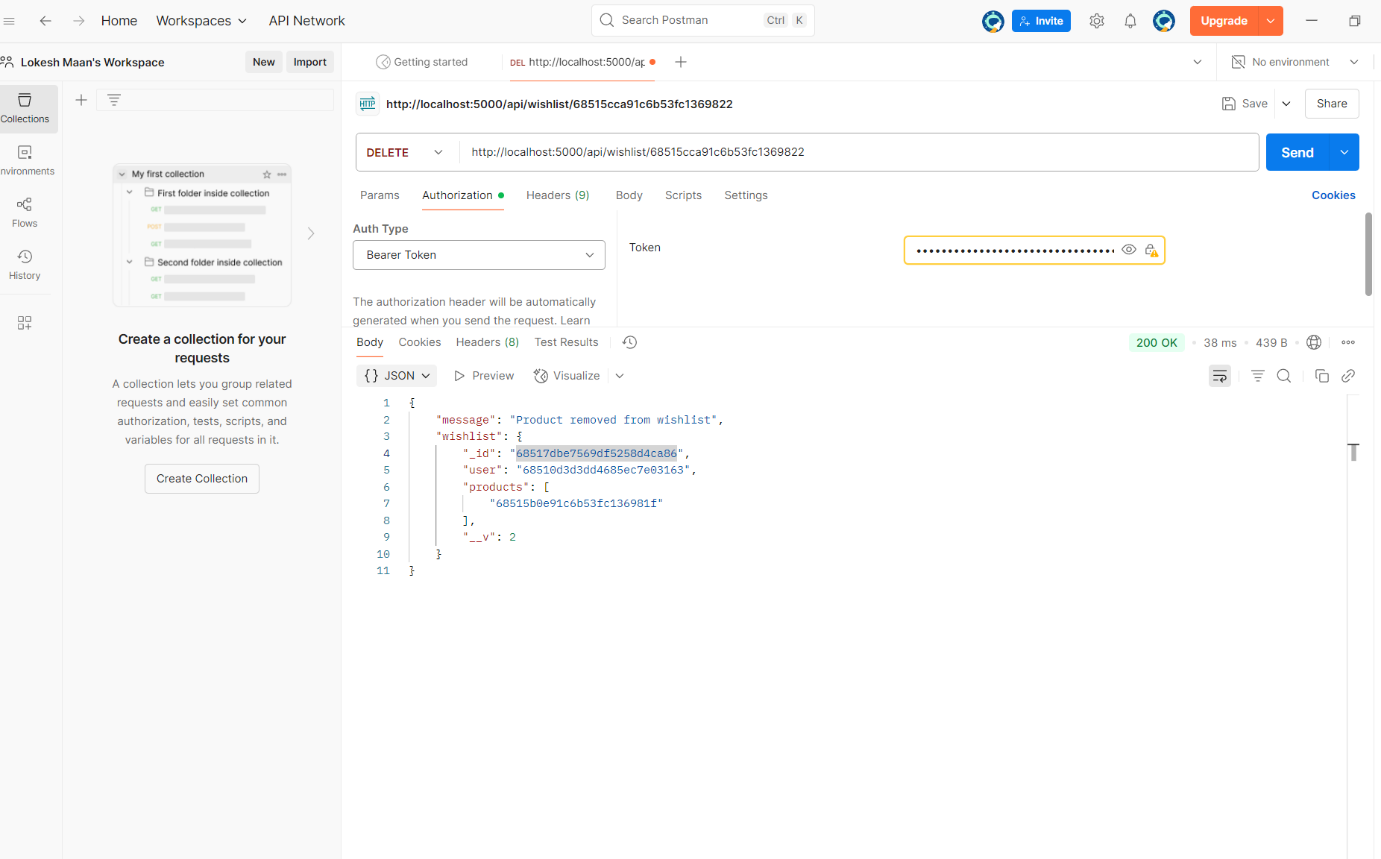 Home
Workspaces
API Network
Search Postman
Ctrl K
Invite
Upgrade
Lokesh Maan's Workspace
New
Import
Getting started
DEL http://localhost:5000/ap
No environment
Collections
nvironments
Flows
History
My first collection
First folder inside collection
GET
POST
GET
Second folder inside collection
GET
GET
Create a collection for your
requests
A collection lets you group related
requests and easily set common
authorization, tests, scripts, and
variables for all requests in it.
Create Collection
HTTP http://localhost:5000/api/wishlist/68515cca91c6b53fc1369822
Save
Share
DELETE
http://localhost:5000/api/wishlist/68515cca91c6b53fc1369822
Send
Params
Authorization
Headers (9)
Body
Scripts
Settings
Cookies
Auth Type
Bearer Token
The authorization header will be automatically
generated when you send the request. Learn
Token
Body
Cookies
Headers (8)
Test Results
200 OK
38 ms
439 B
{} JSON
Preview
Visualize
1 {
2 "message": "Product removed from wishlist",
3 "wishlist": {
4 "_id": "68517dbe7569df5258d4ca86",
5 "user": "68510d3d3dd4685ec7e03163",
6 "products": [
7 "68515b0e91c6b53fc136981f"
8 ],
9 "__v": 2
10 }
11 }